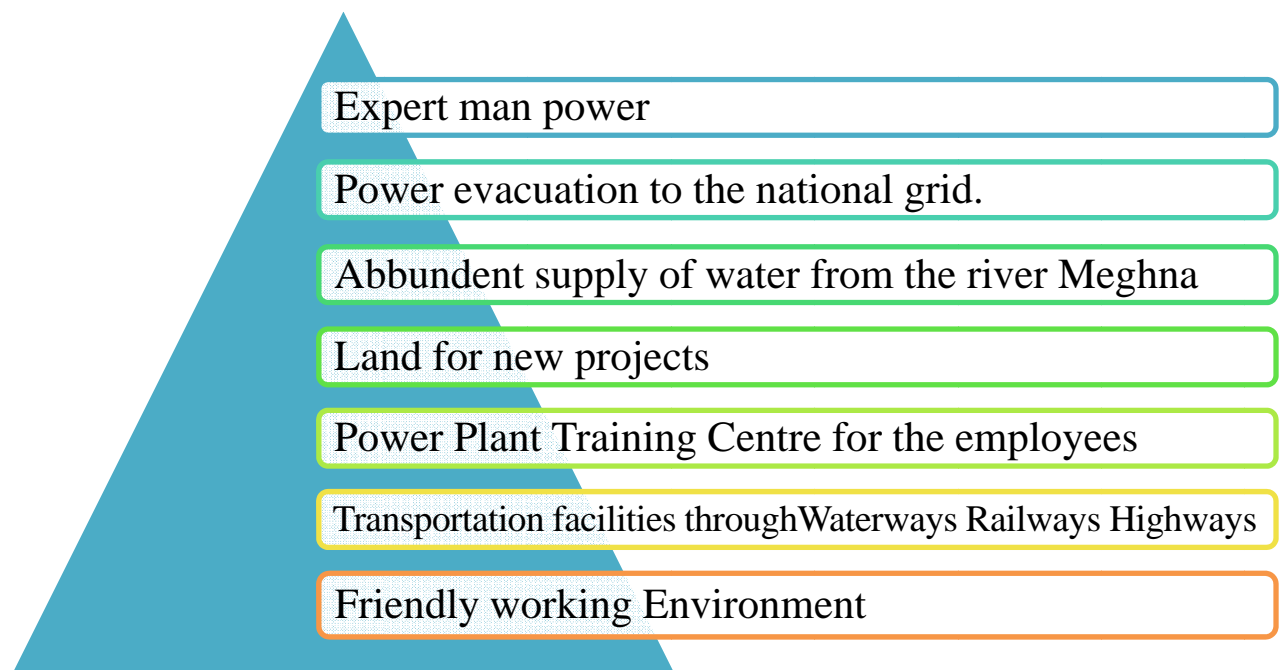 Expert man power
Power evacuation to the national grid.
Abbundent supply of water from the river Meghna
Land for new projects
Power Plant Training Centre for the employees
Transportation facilities throughWaterways Railways Highways
Friendly working Environment